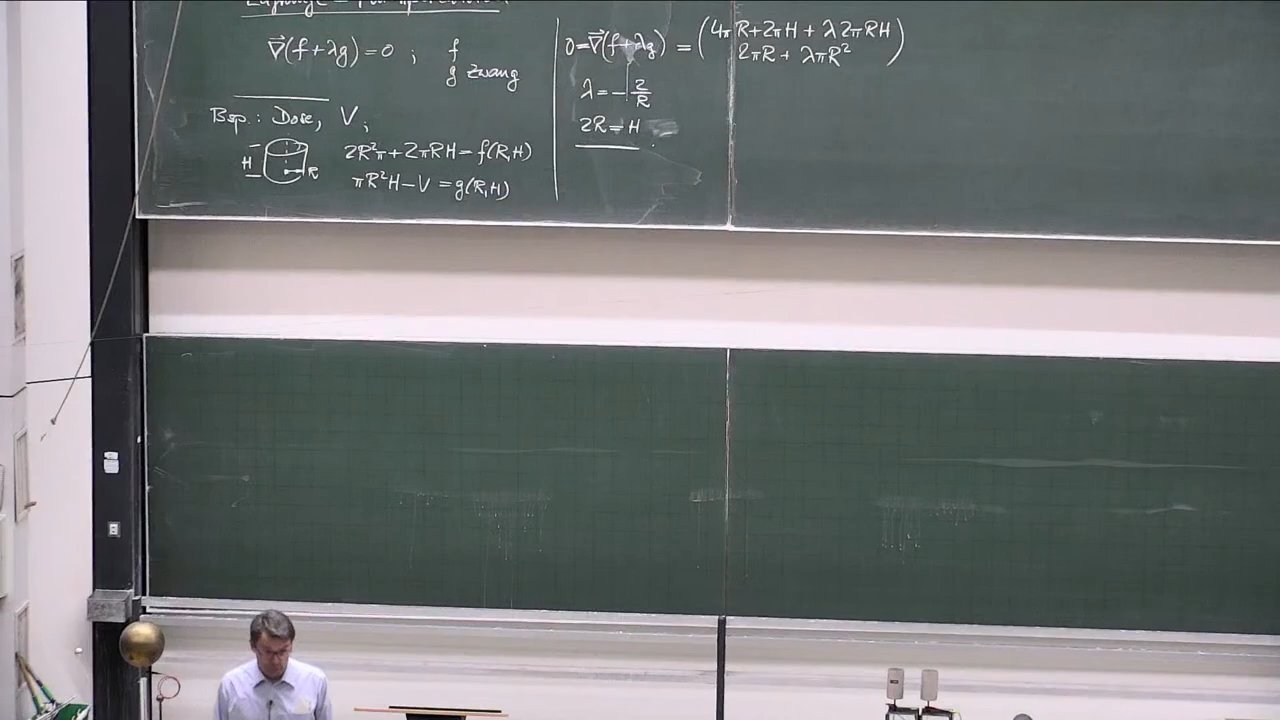 ∇⃗(f+λg)=0 ; f
g Zwang
Bsp.: Dose, V,
H R
2R²π+2πRH=f(R,H)
πR²H−V=g(R,H)
0=∇⃗(f+λg) = (4πR+2πH+λ2πRH
2πR+λπR²)
λ=−2/R
2R=H